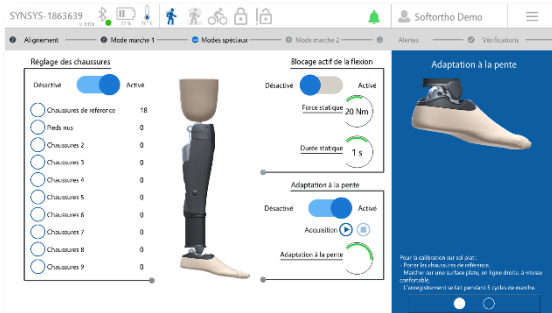 SYNSYS-1863639
Softortho Demo
Alignement
Mode marche 1
Modes spéciaux
Mode marche 2
Alertes
Vérifications
Réglage des chaussures
Désactivé
Activé
Chaussures de référence 18
Pieds nus 0
Chaussures 2 0
Chaussures 3 0
Chaussures 4 0
Chaussures 5 0
Chaussures 6 0
Chaussures 7 0
Chaussures 8 0
Chaussures 9 0
Blocage actif de la flexion
Désactivé
Activé
Force statique
20 Nm
Durée statique
1 s
Adaptation à la pente
Désactivé
Activé
Acquisition
Adaptation à la pente
Adaptation à la pente
Pour la calibration sur sol plat :
- Porter les chaussures de référence,
- Marcher sur une surface plate, en ligne droite, à vitesse
confortable,
- L'enregistrement se fait pendant 5 cycles de marche.